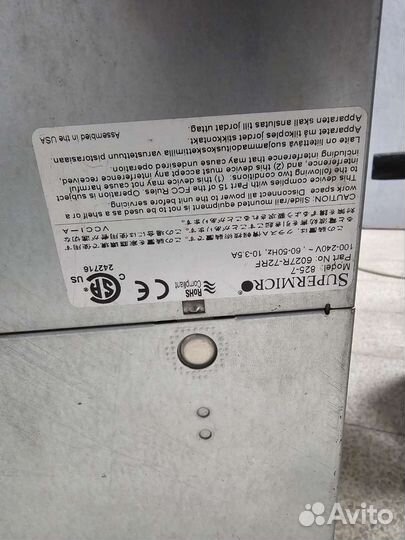 SUPERMICRO®
Model: 825-7
Part No: 6027R-72RF
100-240V~, 60-50Hz, 10-3.5A
RoHS
Compliant
CE
SA
®
C
US
242716
VCCI-A
CAUTION: Slide/rail mounted equipment is not to be used as a shelf or a
work space. Disconnect power before servicing.
This device complies with Part 15 of the FCC Rules. Operation is subject
to the following two conditions: (1) this device may not cause harmful
interference, and (2) this device must accept any interference received,
including interference that may cause undesired operation.
Laite on liitettävä suojamaadoituskoskettimilla varustettuun pistorasiaan.
Apparatet må tilkoples jordet stikkontakt
Apparaten skall anslutas till jordat uttag.
Assembled in the USA
Avito